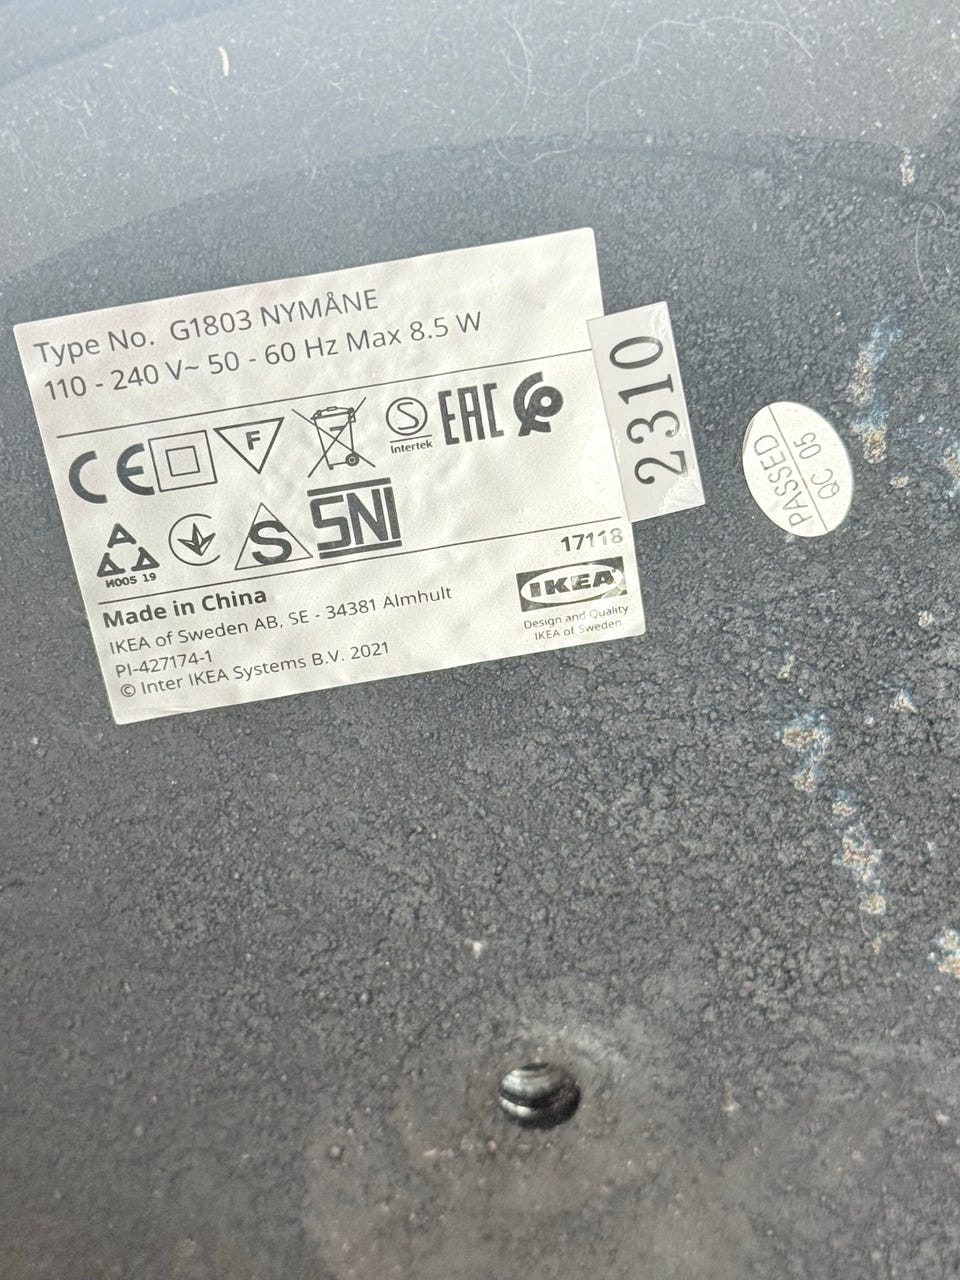 Type No. G1803 NYMÅNE
110 - 240 V~ 50 - 60 Hz Max 8.5 W
CE
F
S
Intertek
EAC
S
SNI
И005 19
17118
Made in China
IKEA of Sweden AB, SE - 34381 Älmhult
PI-427174-1
© Inter IKEA Systems B.V. 2021
IKEA
Design and Quality
IKEA of Sweden
2310
PASSED
QC 05